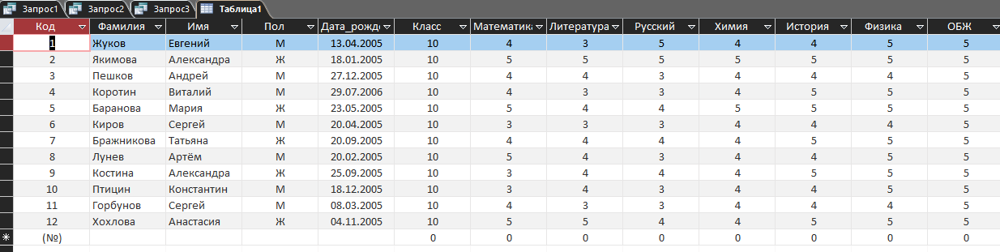 Запрос1 Запрос2 Запрос3 Таблица1
Код Фамилия Имя Пол Дата_рожде Класс Математика Литература Русский Химия История Физика ОБЖ
1 Жуков Евгений М 13.04.2005 10 4 3 5 4 4 5 5
2 Якимова Александра Ж 18.01.2005 10 5 5 5 5 5 5 5
3 Пешков Андрей М 27.12.2005 10 4 4 3 4 4 4 5
4 Коротин Виталий М 29.07.2006 10 4 3 3 4 5 5 5
5 Баранова Мария Ж 23.05.2005 10 5 4 4 5 5 5 5
6 Киров Сергей М 20.04.2005 10 3 3 3 4 4 4 5
7 Бражникова Татьяна Ж 20.09.2005 10 4 4 4 4 5 5 5
8 Лунев Артём М 20.02.2005 10 5 4 3 4 4 5 5
9 Костина Александра Ж 25.09.2005 10 3 4 4 4 5 5 5
10 Птицин Константин М 18.12.2005 10 3 4 3 4 5 5 5
11 Горбунов Сергей М 08.03.2005 10 4 3 3 4 4 4 5
12 Хохлова Анастасия Ж 04.11.2005 10 5 5 4 4 5 5 5
(№) 0 0 0 0 0 0 0 0